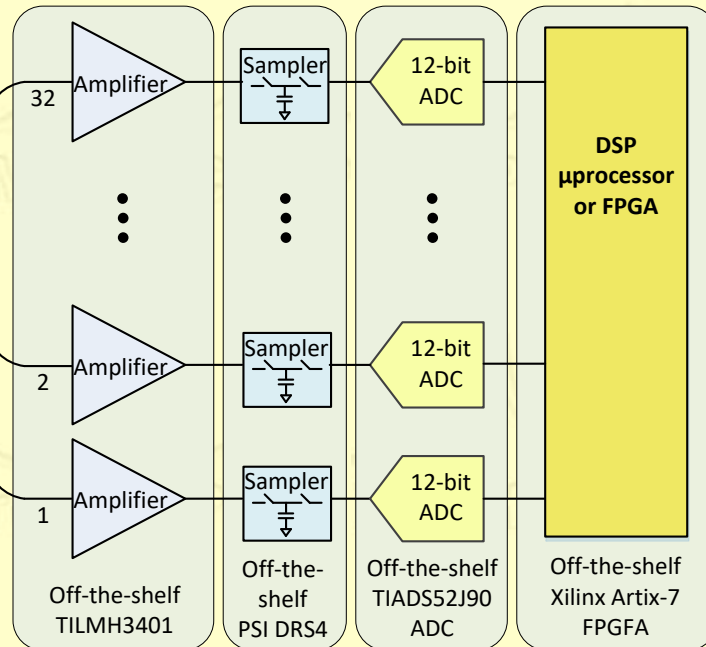 32
Amplifier
Sampler
12-bit
ADC
DSP
µprocessor
or FPGA
2
Amplifier
Sampler
12-bit
ADC
1
Amplifier
Sampler
12-bit
ADC
Off-the-shelf
TILMH3401
Off-the-
shelf
PSI DRS4
Off-the-shelf
TIADS52J90
ADC
Off-the-shelf
Xilinx Artix-7
FPGFA